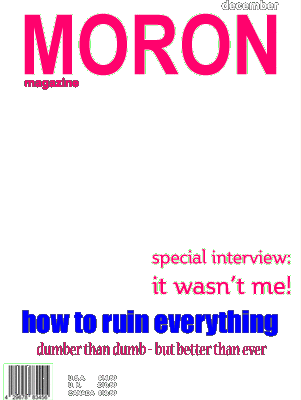 december
MORON
magazine
special interview:
it wasn't me!
how to ruin everything
dumber than dumb - but better than ever
U.S.A.
U.K.
CANADA